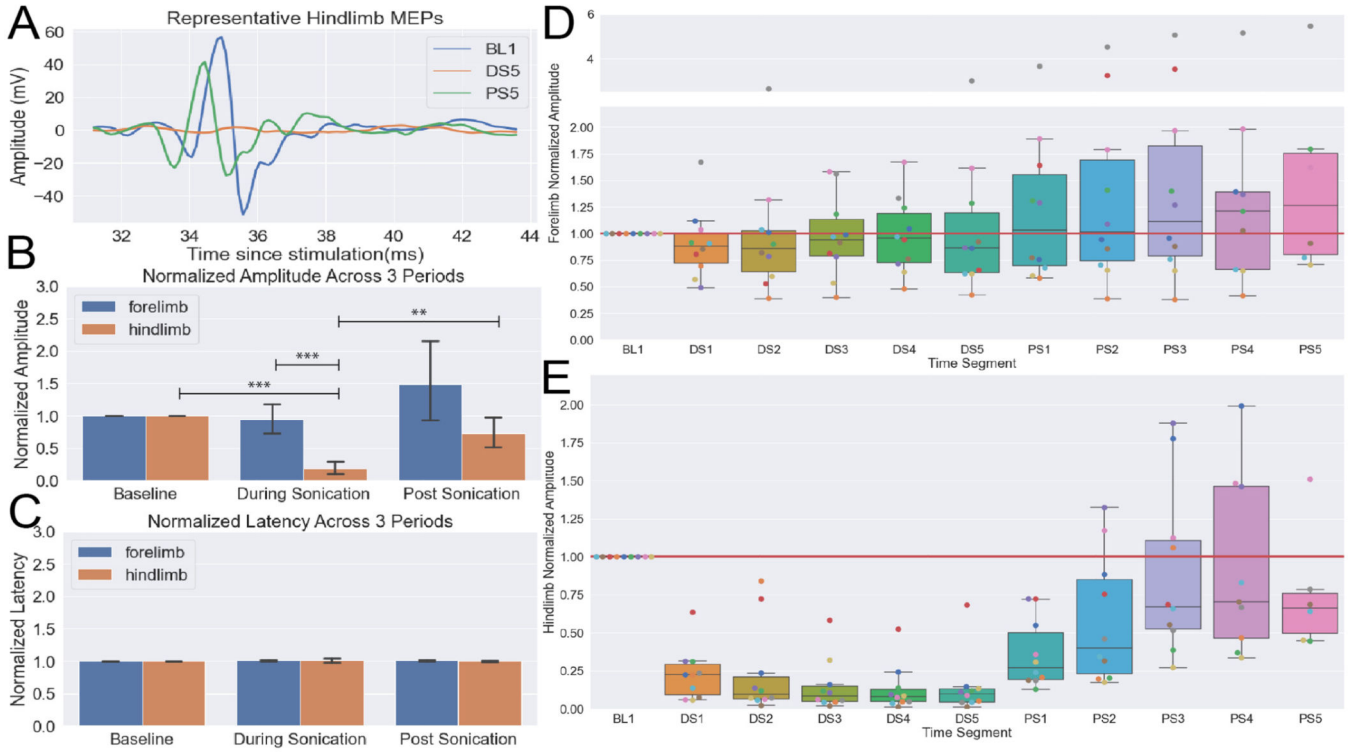 A
Representative Hindlimb MEPs
60
40
20
0
−20
−40
Amplitude (mV)
BL1
DS5
PS5
32 34 36 38 40 42 44
Time since stimulation(ms)
B
Normalized Amplitude Across 3 Periods
3.0
2.5
2.0
1.5
1.0
0.5
0.0
Normalized Amplitude
forelimb
hindlimb
**
***
***
Baseline During Sonication Post Sonication
C
Normalized Latency Across 3 Periods
3.0
2.5
2.0
1.5
1.0
0.5
0.0
Normalized Latency
forelimb
hindlimb
Baseline During Sonication Post Sonication
D
6
4
2.00
1.75
1.50
1.25
1.00
0.75
0.50
0.25
0.00
Forelimb Normalized Amplitude
BL1 DS1 DS2 DS3 DS4 DS5 PS1 PS2 PS3 PS4 PS5
Time Segment
E
2.00
1.75
1.50
1.25
1.00
0.75
0.50
0.25
0.00
Hindlimb Normalized Amplitude
BL1 DS1 DS2 DS3 DS4 DS5 PS1 PS2 PS3 PS4 PS5
Time Segment